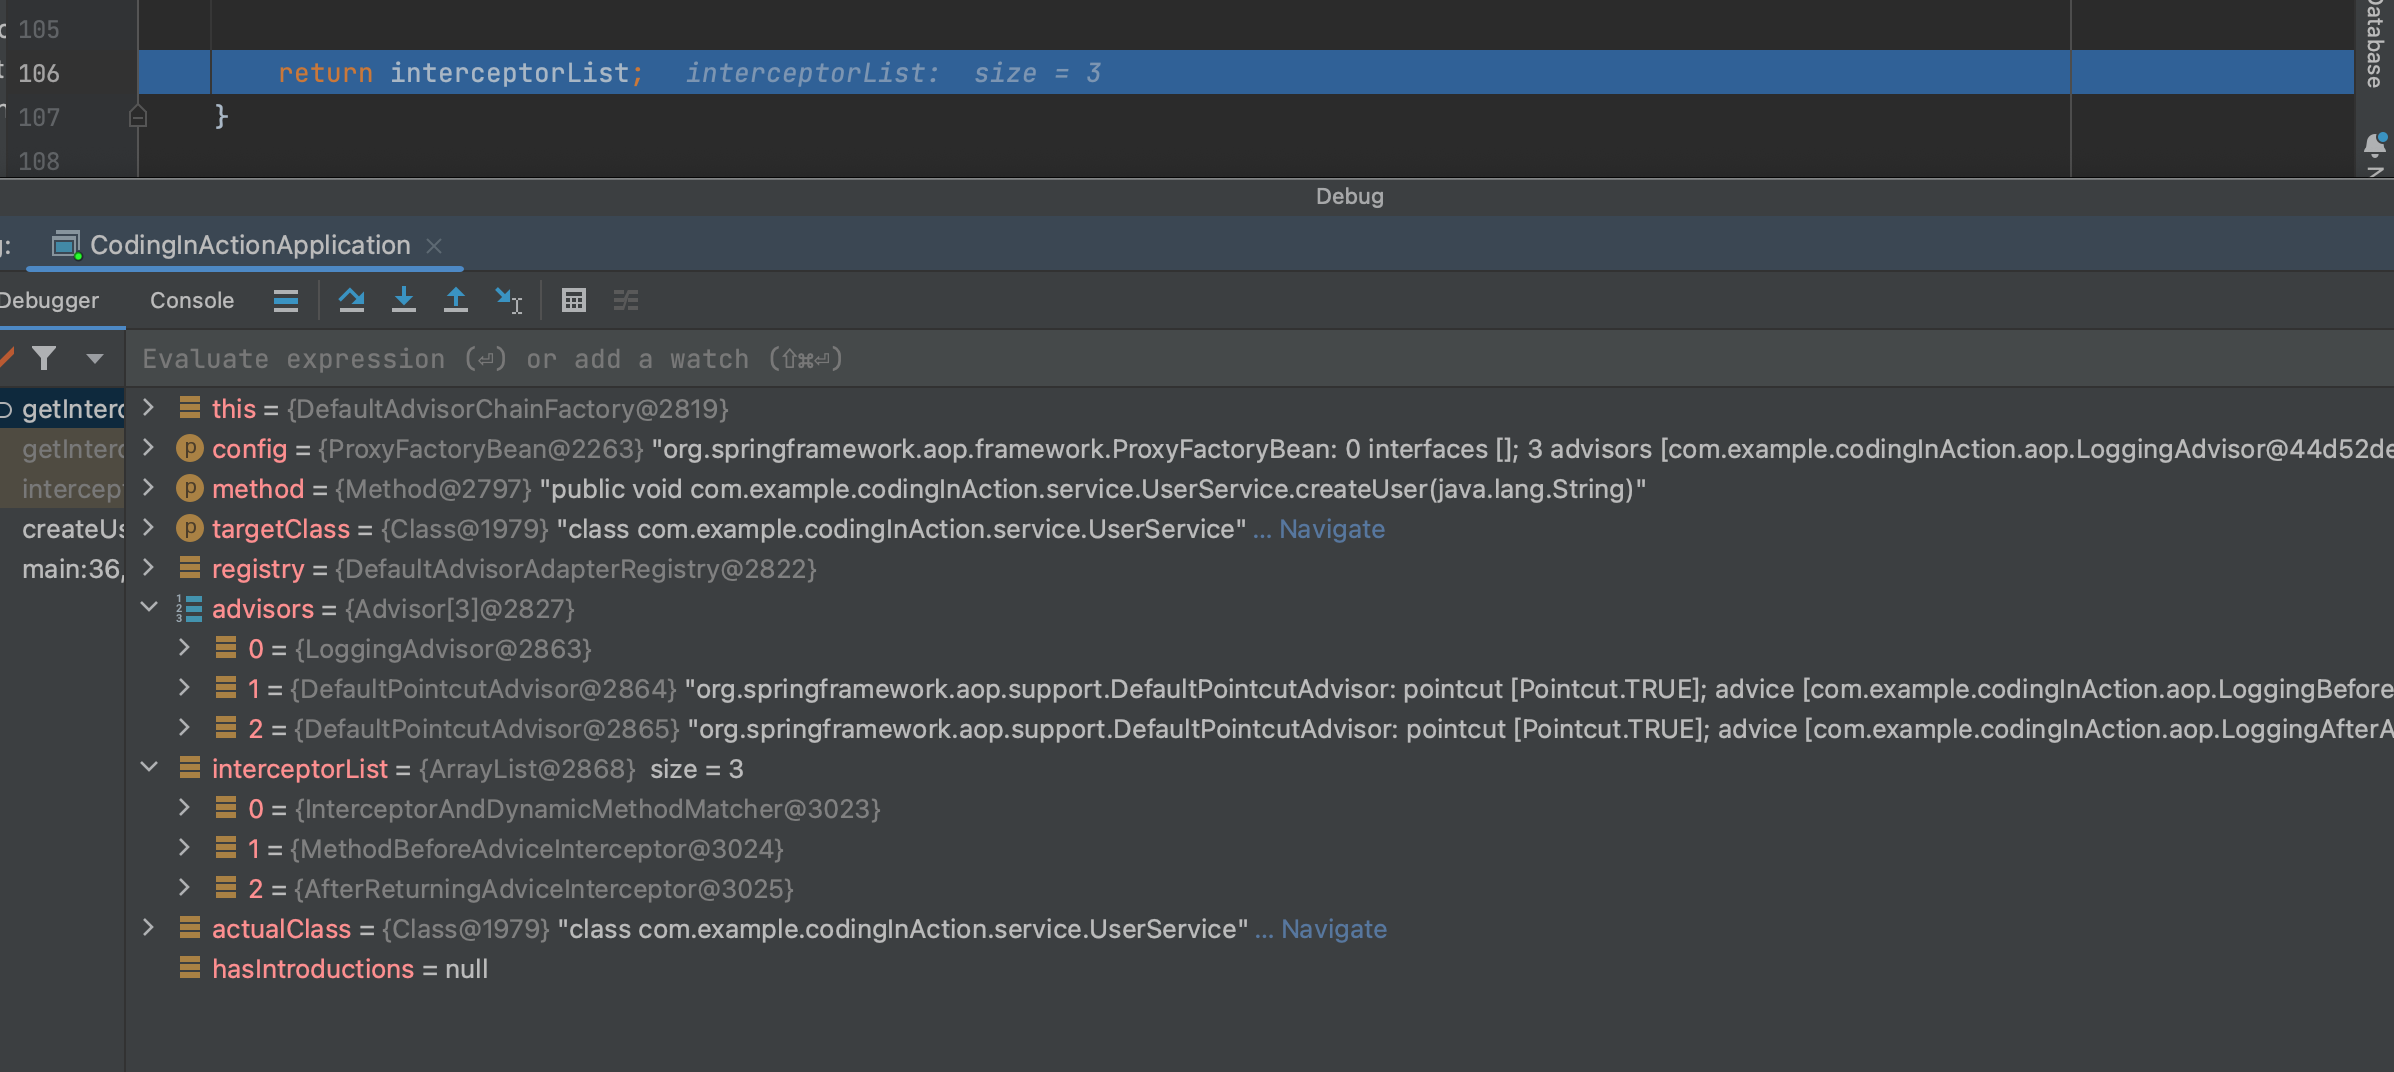 105
106 return interceptorList; interceptorList: size = 3
107 }
108
Database
Debug
CodingInActionApplication
Debugger Console
Evaluate expression (⏎) or add a watch (⇧⌘⏎)
getInterc
getInterc
intercep
createUs
main:36,
this = {DefaultAdvisorChainFactory@2819}
config = {ProxyFactoryBean@2263} "org.springframework.aop.framework.ProxyFactoryBean: 0 interfaces []; 3 advisors [com.example.codingInAction.aop.LoggingAdvisor@44d52de
method = {Method@2797} "public void com.example.codingInAction.service.UserService.createUser(java.lang.String)"
targetClass = {Class@1979} "class com.example.codingInAction.service.UserService" ... Navigate
registry = {DefaultAdvisorAdapterRegistry@2822}
advisors = {Advisor[3]@2827}
0 = {LoggingAdvisor@2863}
1 = {DefaultPointcutAdvisor@2864} "org.springframework.aop.support.DefaultPointcutAdvisor: pointcut [Pointcut.TRUE]; advice [com.example.codingInAction.aop.LoggingBefore
2 = {DefaultPointcutAdvisor@2865} "org.springframework.aop.support.DefaultPointcutAdvisor: pointcut [Pointcut.TRUE]; advice [com.example.codingInAction.aop.LoggingAfterA
interceptorList = {ArrayList@2868} size = 3
0 = {InterceptorAndDynamicMethodMatcher@3023}
1 = {MethodBeforeAdviceInterceptor@3024}
2 = {AfterReturningAdviceInterceptor@3025}
actualClass = {Class@1979} "class com.example.codingInAction.service.UserService" ... Navigate
hasIntroductions = null